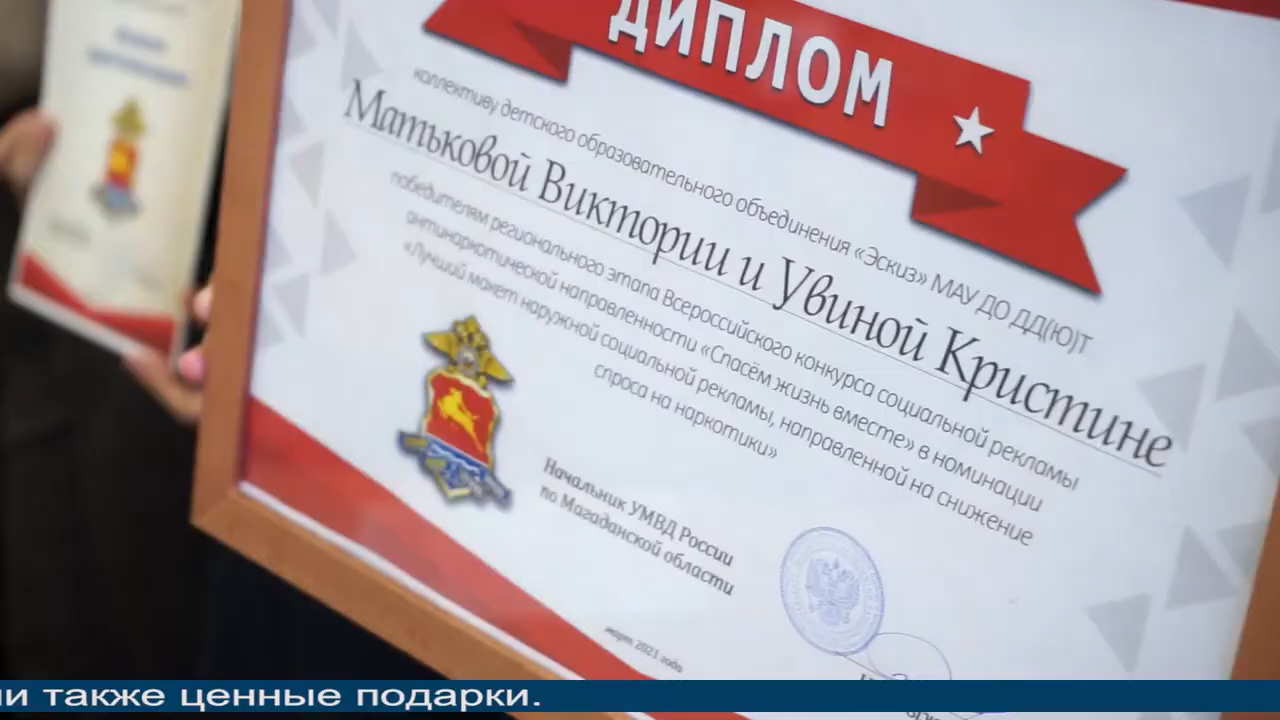 ДИПЛОМ
коллективу детского образовательного объединения «Эскиз» МАУ ДО ДД(Ю)Т
Матьковой Виктории и Увиной Кристине
победителям регионального этапа Всероссийского конкурса социальной рекламы
антинаркотической направленности «Спасём жизнь вместе» в номинации
«Лучший макет наружной социальной рекламы, направленной на снижение
спроса на наркотики»
Начальник УМВД России
по Магаданской области
март 2021 года
также ценные подарки.